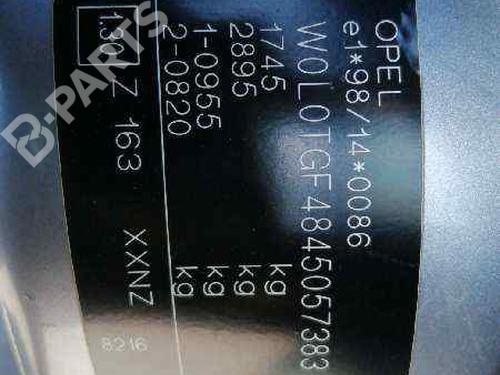 OPEL
e1*98/14*0086
W0L0TGF4845057383
1745 kg
2895 kg
1-0955 kg
2-0820 kg
1.30 Z 163 XXNZ
8216
B-PARTS